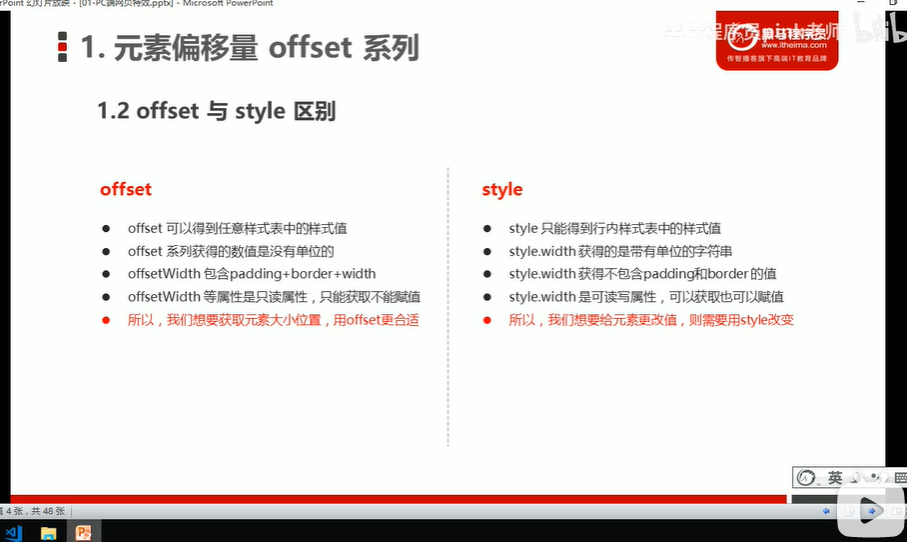 rPoint 幻灯片放映 - [01-PC端网页特效.pptx] - Microsoft PowerPoint
1. 元素偏移量 offset 系列
程序员pink老师
www.itheima.com
传智播客旗下高端IT教育品牌
1.2 offset 与 style 区别
offset
● offset 可以得到任意样式表中的样式值
● offset 系列获得的数值是没有单位的
● offsetWidth 包含padding+border+width
● offsetWidth 等属性是只读属性，只能获取不能赋值
● 所以，我们想要获取元素大小位置，用offset更合适
style
● style 只能得到行内样式表中的样式值
● style.width 获得的是带有单位的字符串
● style.width 获得不包含padding和border 的值
● style.width 是可读写属性，可以获取也可以赋值
● 所以，我们想要给元素更改值，则需要用style改变
英
第 4 张，共 48 张